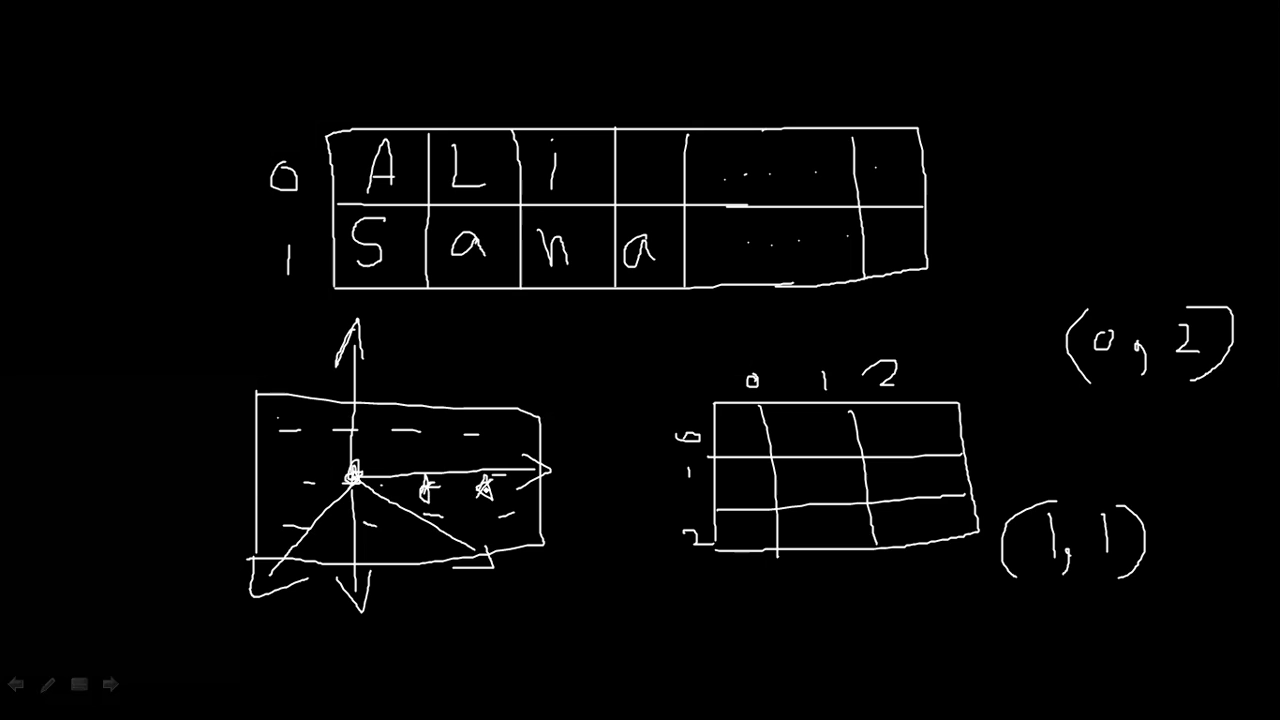 0 A L i
1 S a n a
(0, 2)
0 1 2
0
1
2
(1, 1)